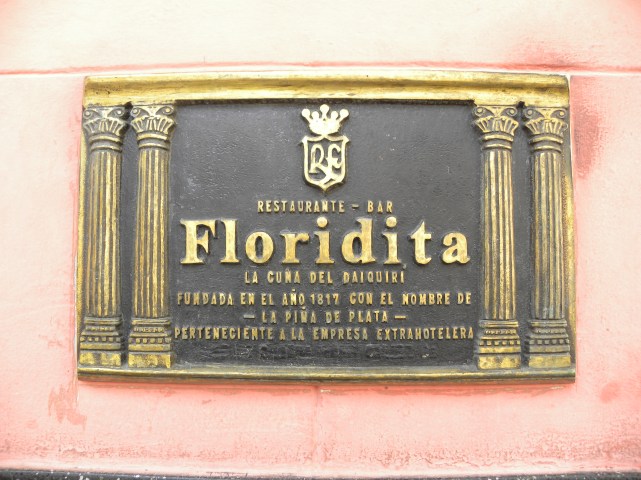 RF
RESTAURANTE - BAR
Floridita
LA CUNA DEL DAIQUIRI
FUNDADA EN EL AÑO 1817 CON EL NOMBRE DE
- LA PIÑA DE PLATA -
PERTENECIENTE A LA EMPRESA EXTRAHOTELERA